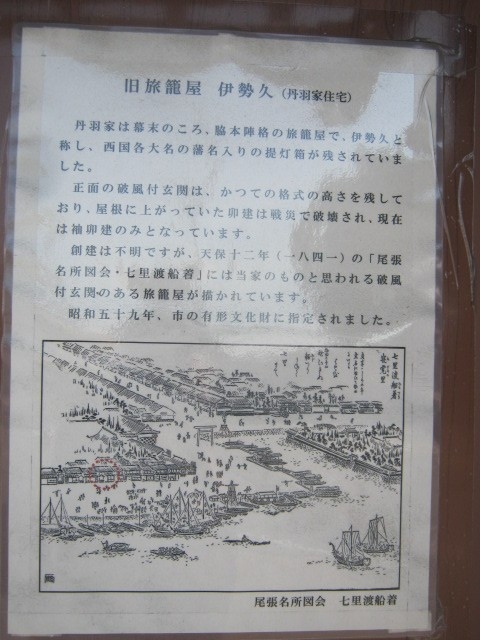 旧旅籠屋 伊勢久（丹羽家住宅）
丹羽家は幕末のころ、脇本陣格の旅籠屋で、伊勢久と
称し、西国各大名の藩名入りの提灯箱が残されていま
した。
正面の破風付玄関は、かつての格式の高さを残して
おり、屋根に上がっていた卯建は戦災で破壊され、現在
は袖卯建のみとなっています。
創建は不明ですが、天保十二年（一八四一）の「尾張
名所図会・七里渡船着」には当家のものと思われる破風
付玄関のある旅籠屋が描かれています。
昭和五十九年、市の有形文化財に指定されました。
七里渡船着
尾張名所図会 七里渡船着